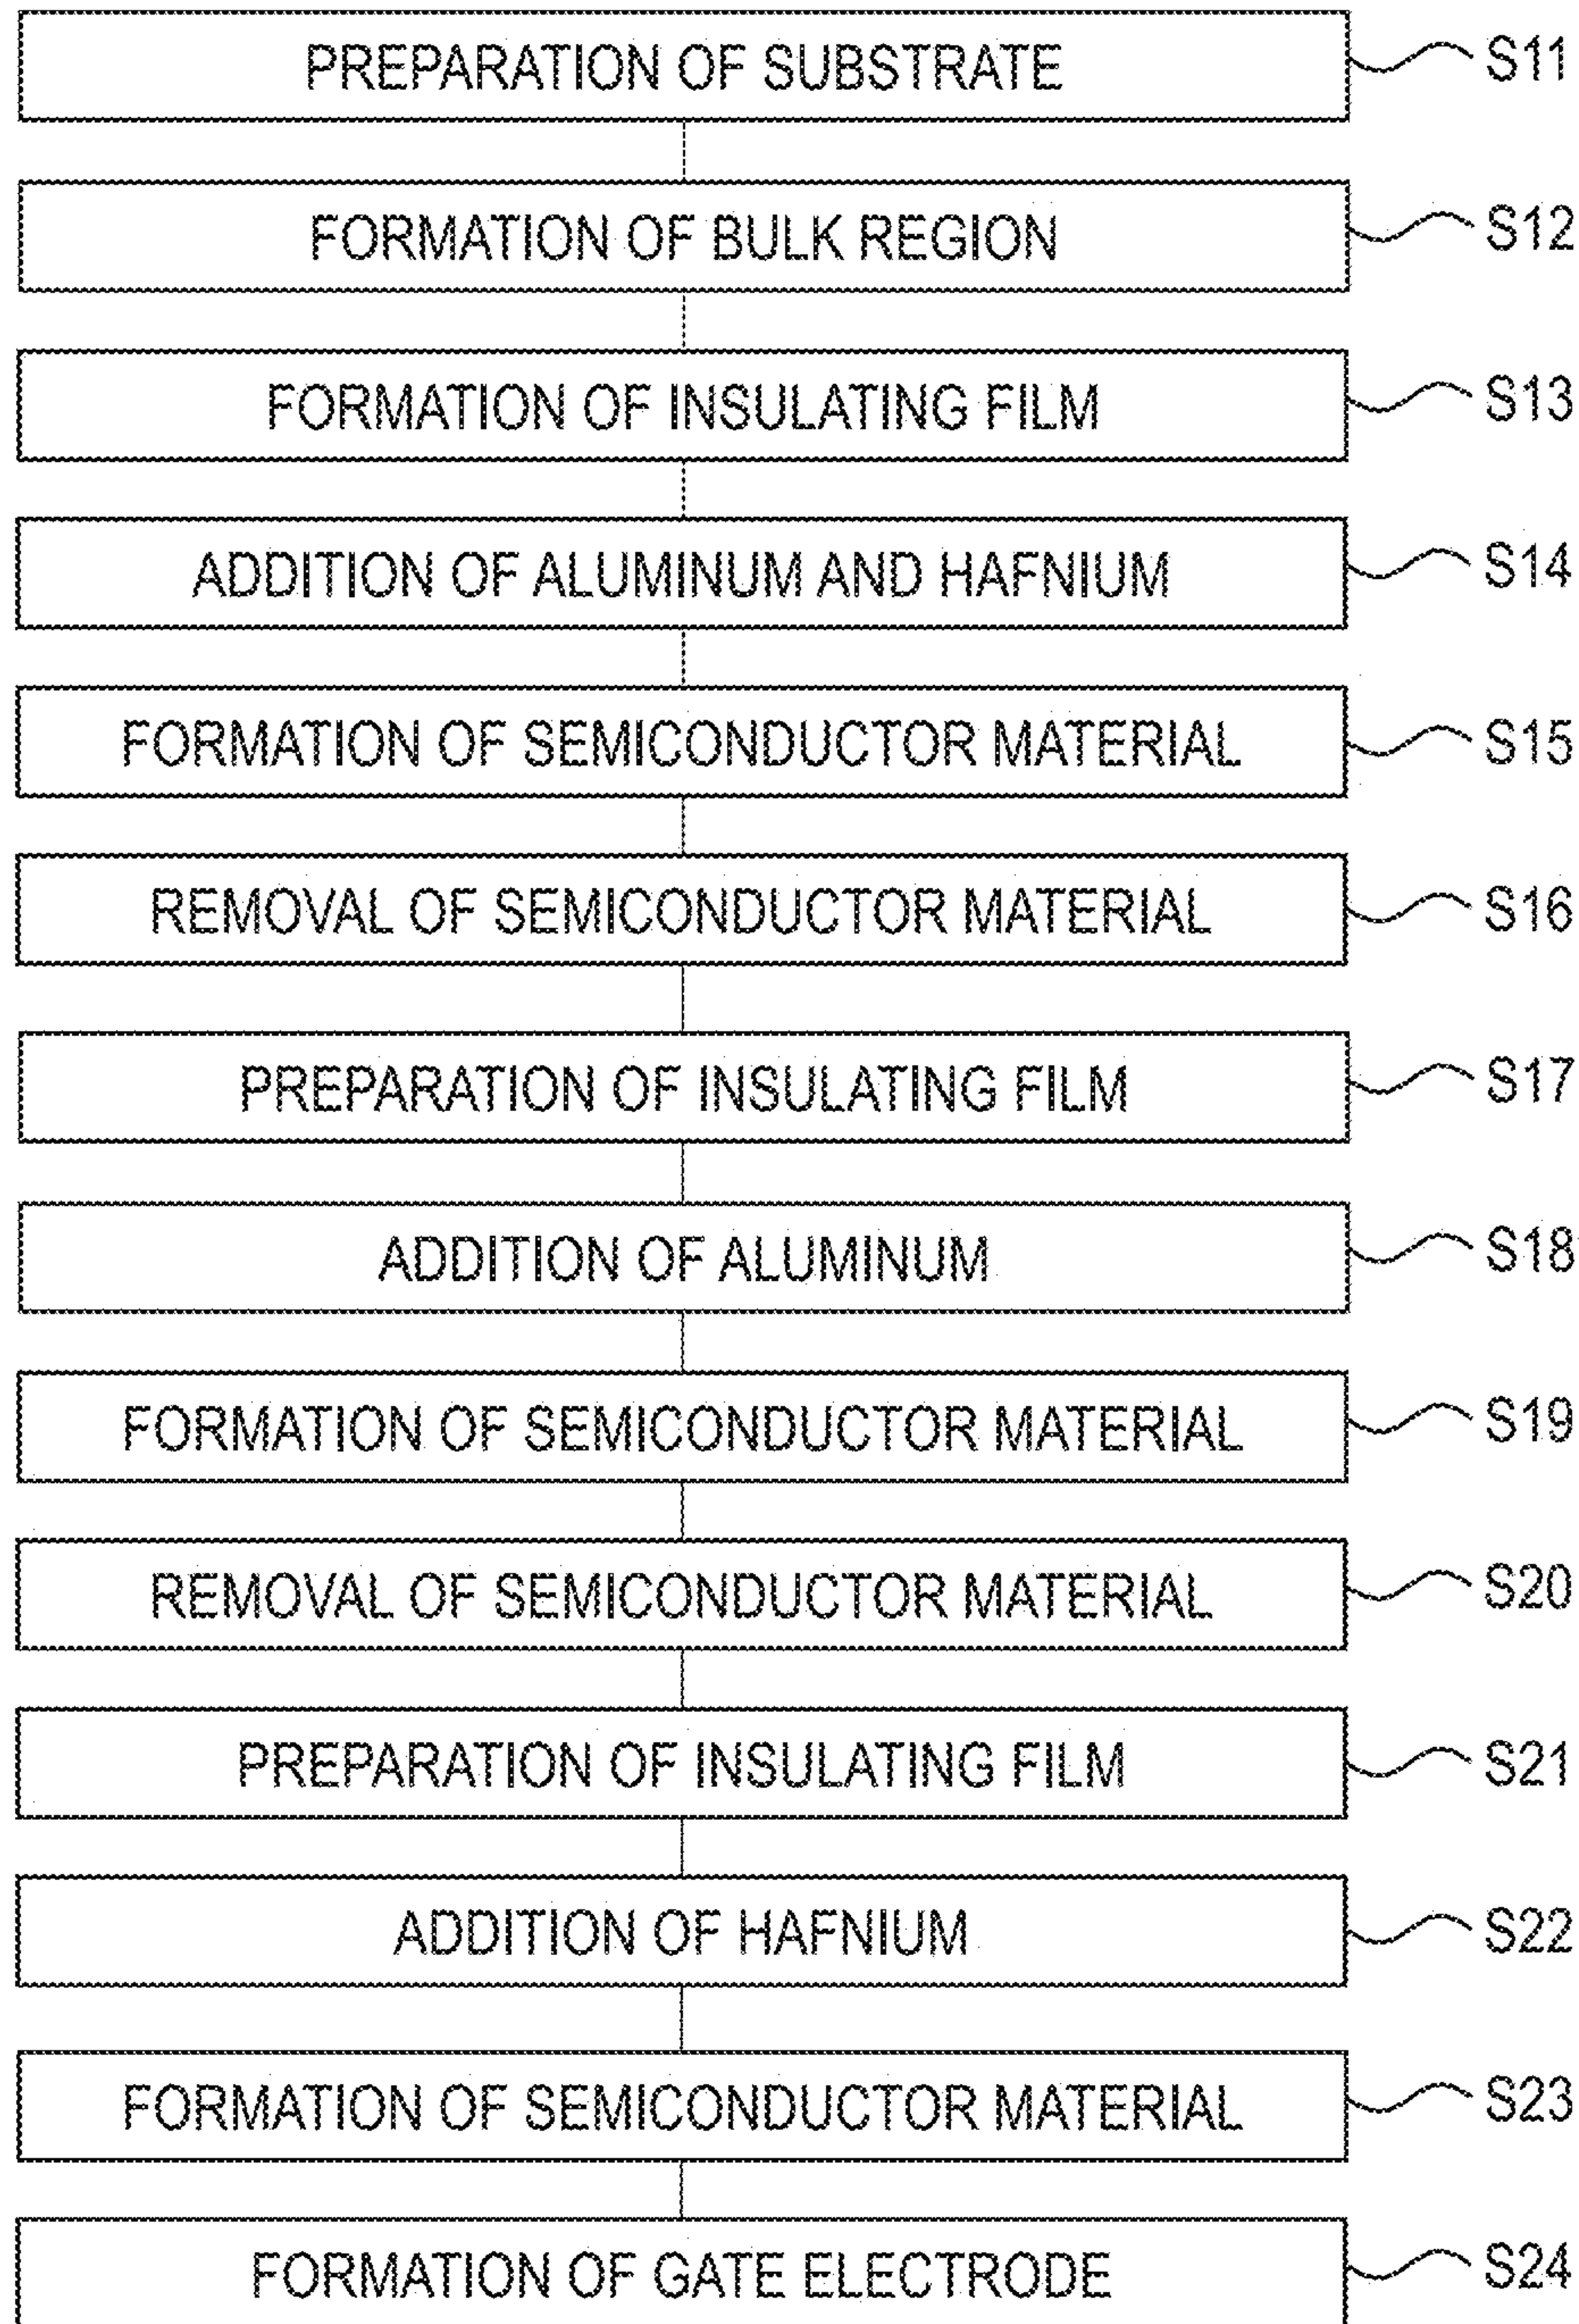 PREPARATION OF SUBSTRATE S11
FORMATION OF BULK REGION S12
FORMATION OF INSULATING FILM S13
ADDITION OF ALUMINUM AND HAFNIUM S14
FORMATION OF SEMICONDUCTOR MATERIAL S15
REMOVAL OF SEMICONDUCTOR MATERIAL S16
PREPARATION OF INSULATING FILM S17
ADDITION OF ALUMINUM S18
FORMATION OF SEMICONDUCTOR MATERIAL S19
REMOVAL OF SEMICONDUCTOR MATERIAL S20
PREPARATION OF INSULATING FILM S21
ADDITION OF HAFNIUM S22
FORMATION OF SEMICONDUCTOR MATERIAL S23
FORMATION OF GATE ELECTRODE S24